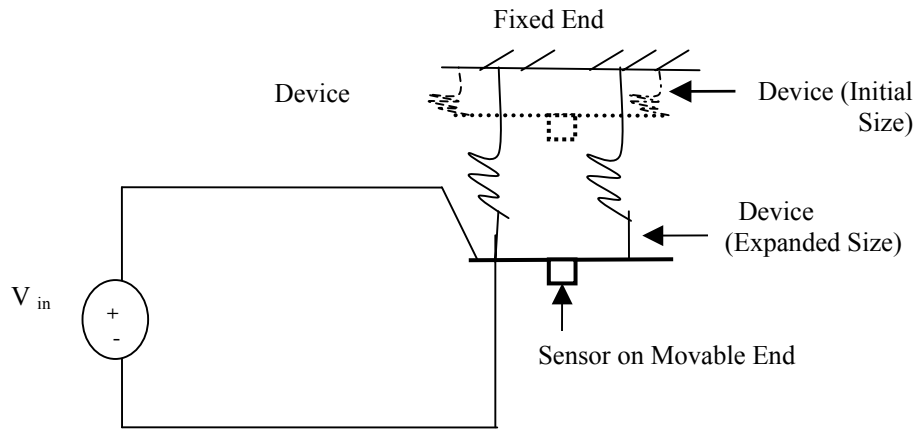 Fixed End
Device
Device (Initial
Size)
Device
(Expanded Size)
V in
+
-
Sensor on Movable End